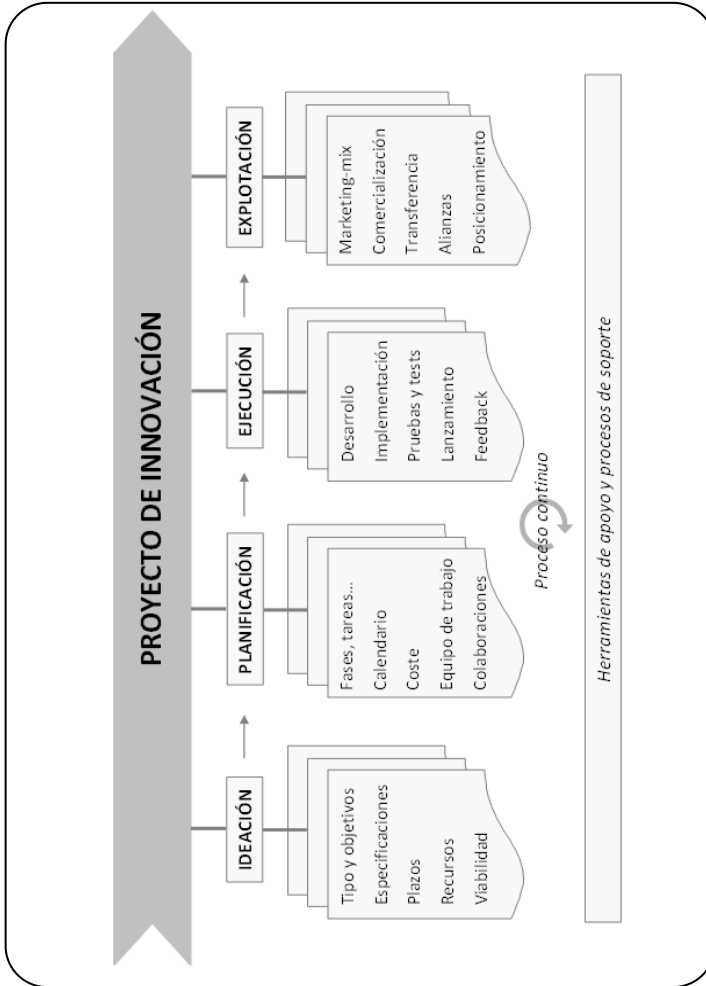 PROYECTO DE INNOVACIÓN
IDEACIÓN
Tipo y objetivos
Especificaciones
Plazos
Recursos
Viabilidad
PLANIFICACIÓN
Fases, tareas...
Calendario
Coste
Equipo de trabajo
Colaboraciones
EJECUCIÓN
Desarrollo
Implementación
Pruebas y tests
Lanzamiento
Feedback
EXPLOTACIÓN
Marketing-mix
Comercialización
Transferencia
Alianzas
Posicionamiento
Proceso continuo
Herramientas de apoyo y procesos de soporte